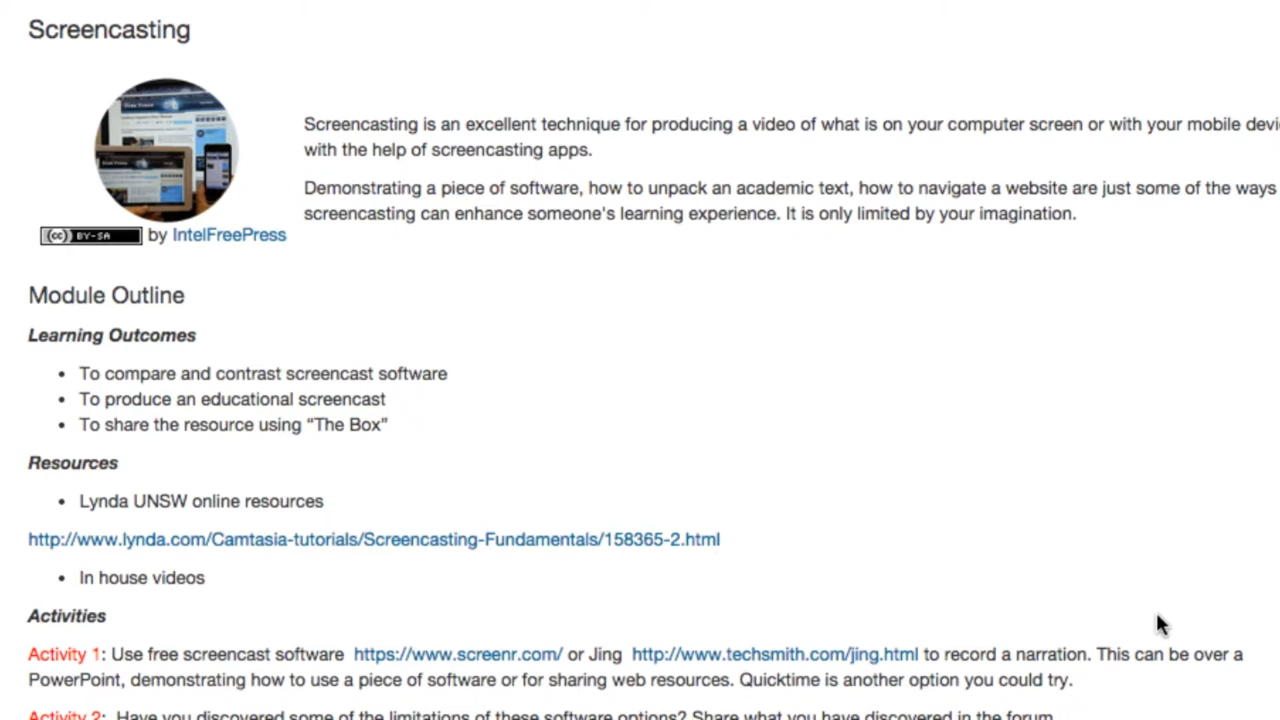 Screencasting
Screencasting is an excellent technique for producing a video of what is on your computer screen or with your mobile devi
with the help of screencasting apps.
Demonstrating a piece of software, how to unpack an academic text, how to navigate a website are just some of the ways
screencasting can enhance someone's learning experience. It is only limited by your imagination.
(cc) BY-SA by IntelFreePress
Module Outline
Learning Outcomes
• To compare and contrast screencast software
• To produce an educational screencast
• To share the resource using “The Box”
Resources
• Lynda UNSW online resources
http://www.lynda.com/Camtasia-tutorials/Screencasting-Fundamentals/158365-2.html
• In house videos
Activities
Activity 1: Use free screencast software https://www.screenr.com/ or Jing http://www.techsmith.com/jing.html to record a narration. This can be over a
PowerPoint, demonstrating how to use a piece of software or for sharing web resources. Quicktime is another option you could try.
Activity 2: Have you discovered some of the limitations of these software options? Share what you have discovered in the forum.